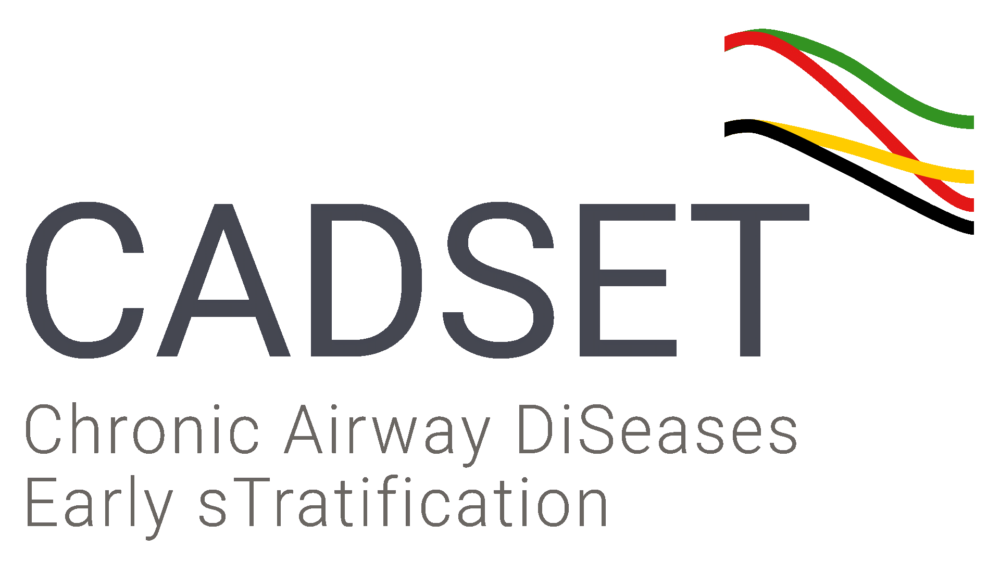 CADSET
Chronic Airway DiSeases
Early sTratification